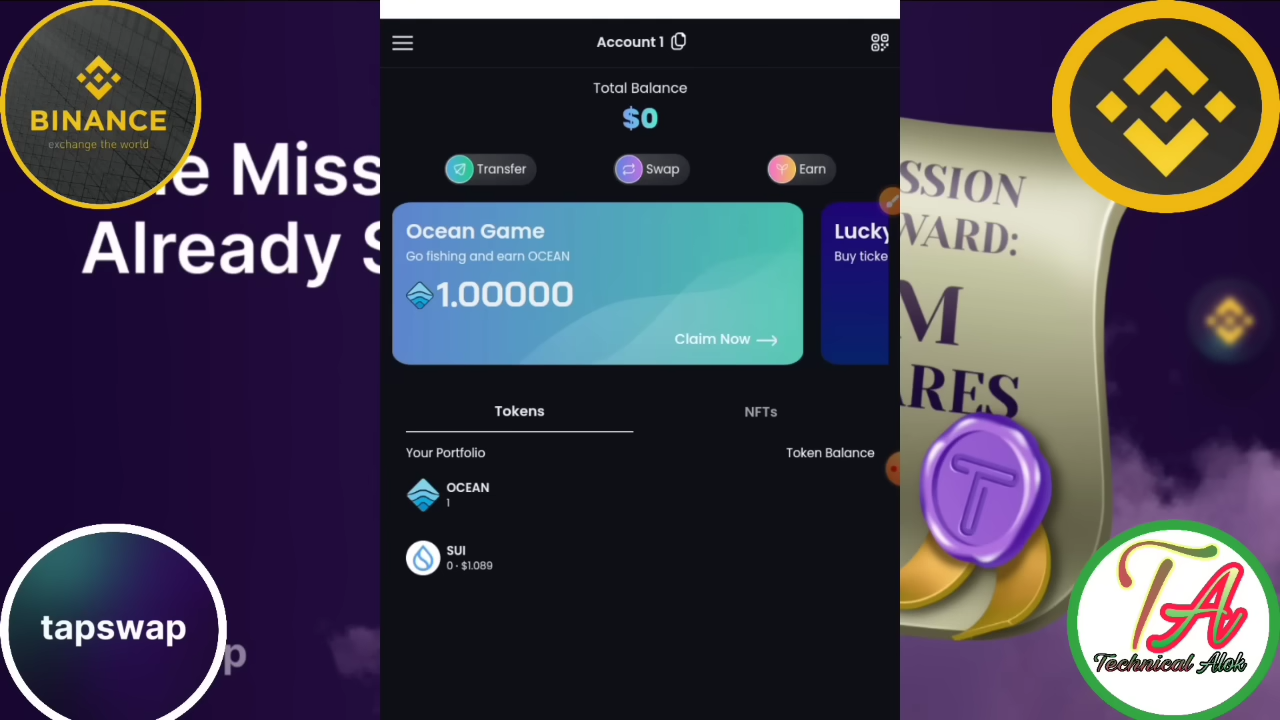 BINANCE
exchange the world
e Miss
Already S
tapswap
p
Account 1
Total Balance
$0
Transfer
Swap
Earn
Ocean Game
Go fishing and earn OCEAN
1.00000
Claim Now
Lucky
Buy ticke
Tokens
NFTs
Your Portfolio
Token Balance
OCEAN
1
SUI
0 · $1.089
SSION
WARD:
M
ARES
T
TA
Technical Alok